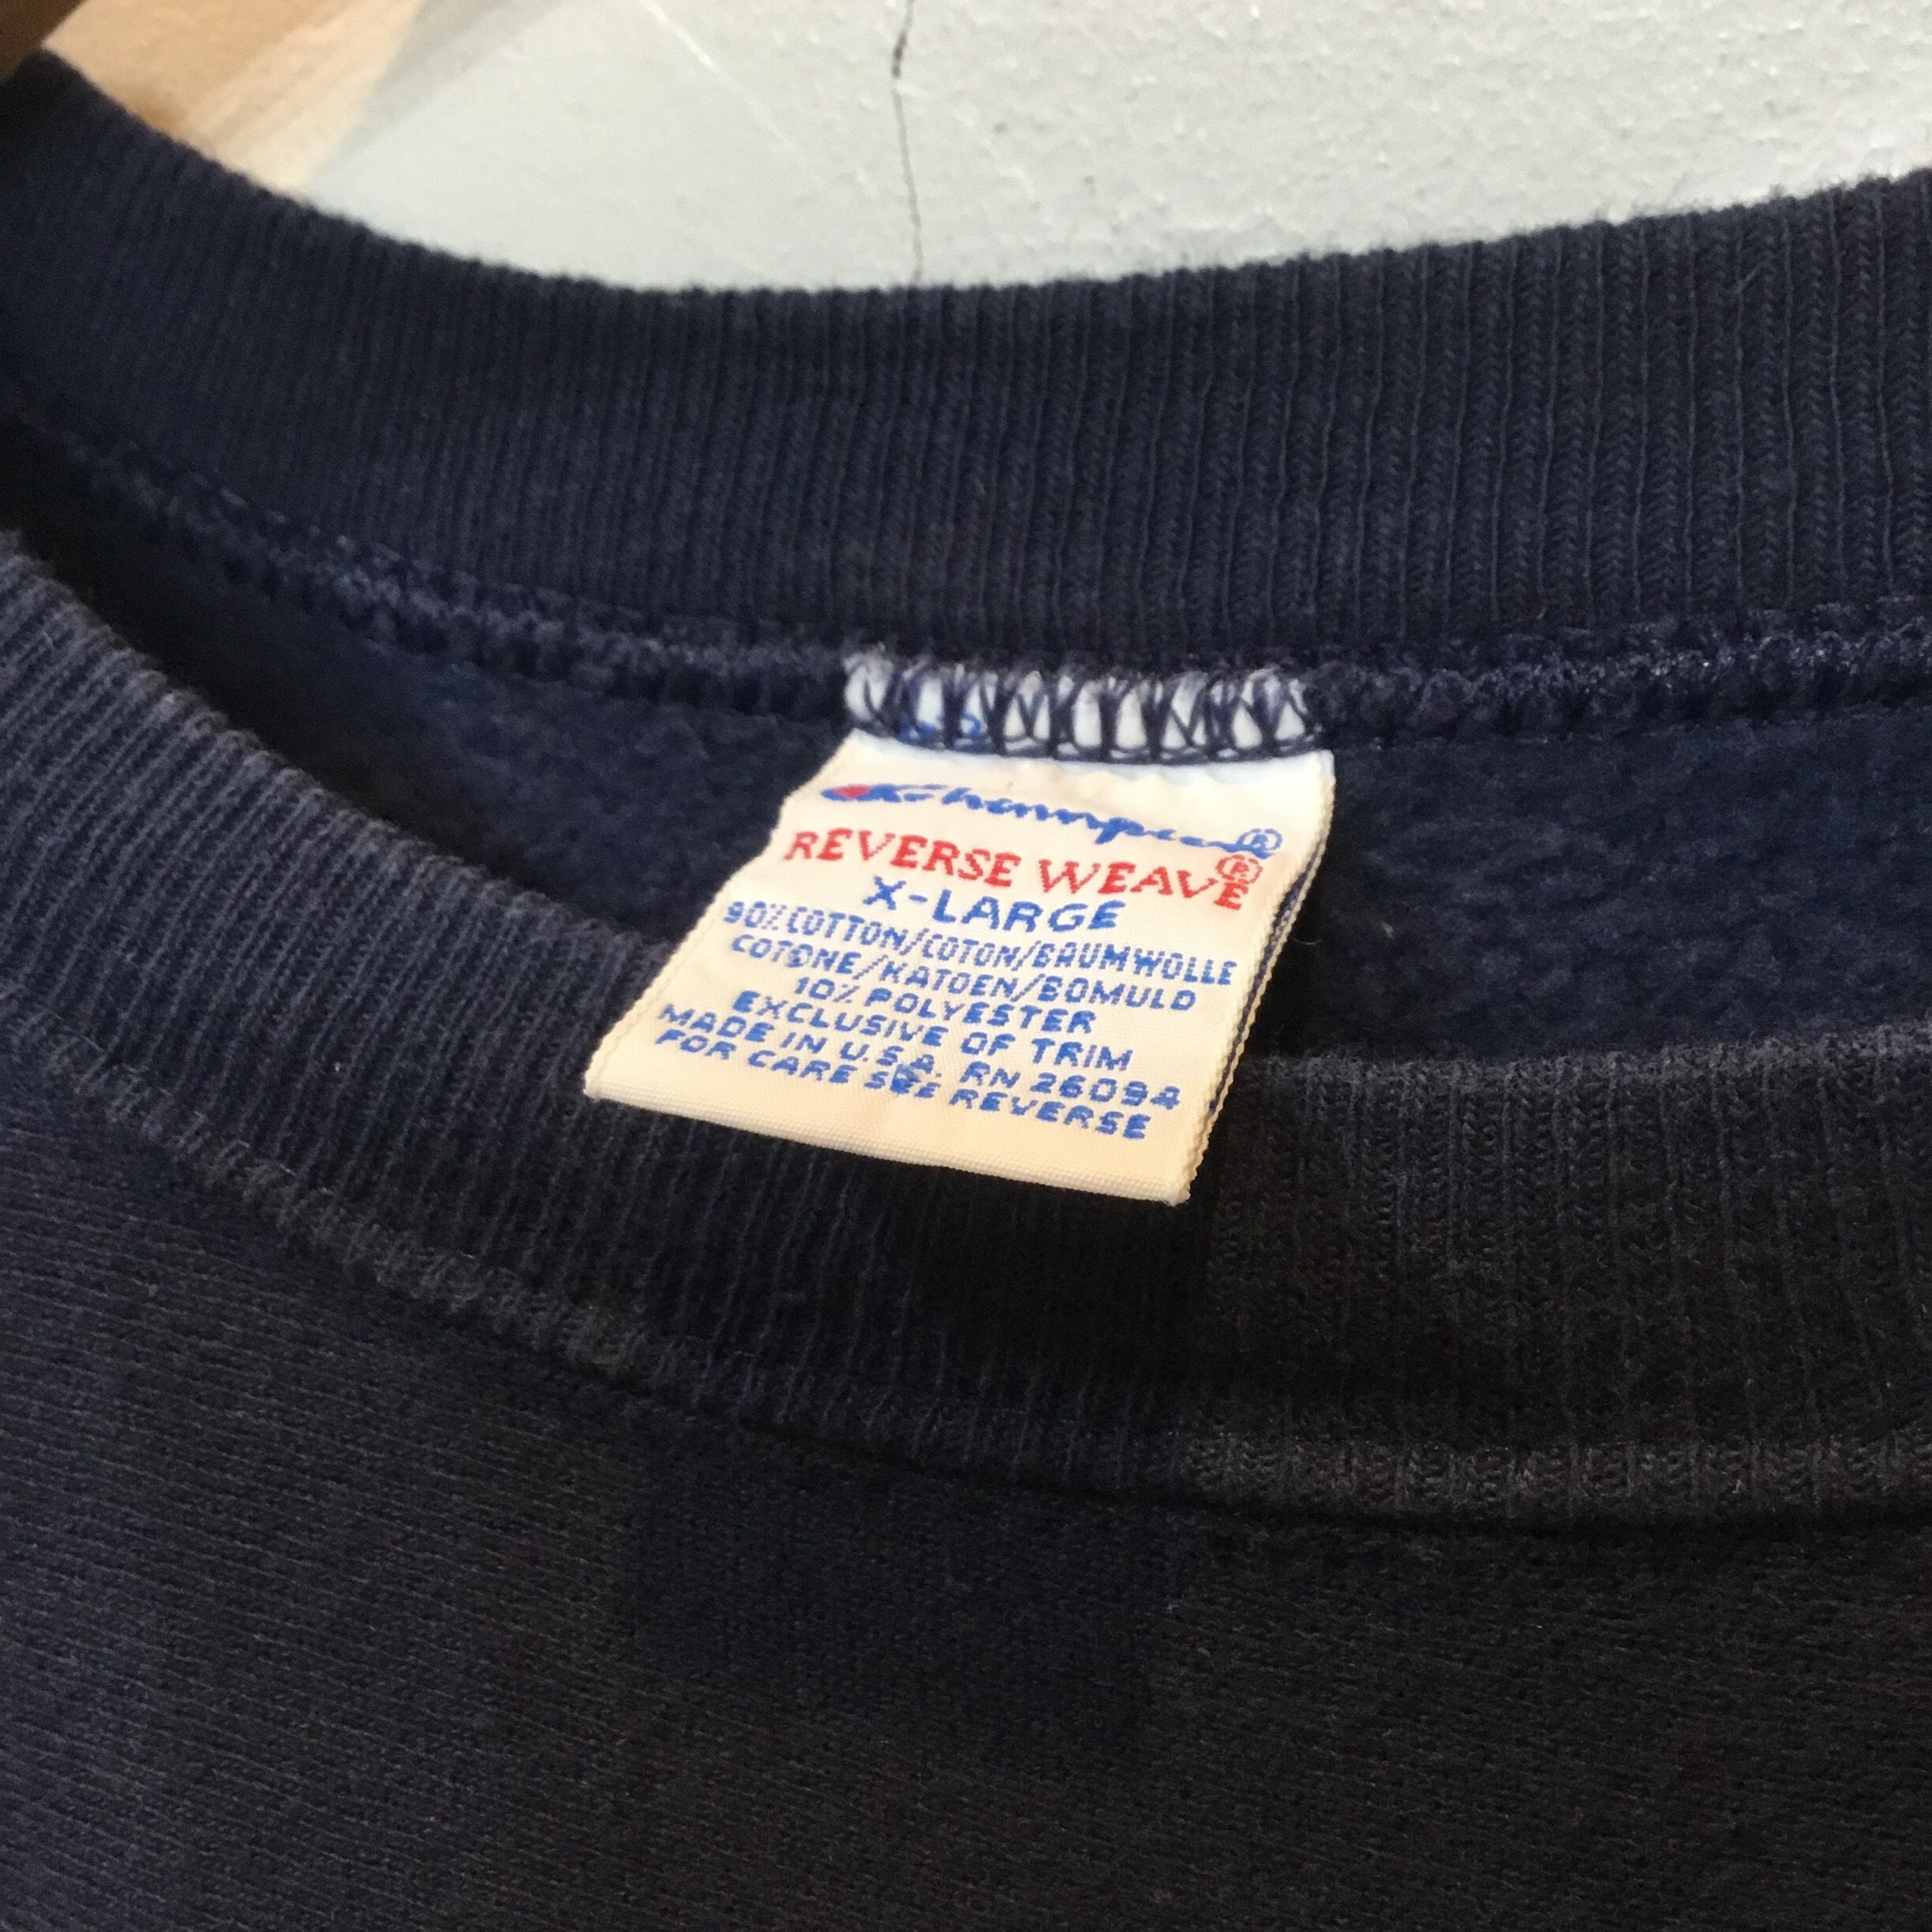 Champion®
REVERSE WEAVE®
X-LARGE
90% COTTON/COTON/BAUMWOLLE
COTONE/KATOEN/BOMULD
10% POLYESTER
EXCLUSIVE OF TRIM
MADE IN U.S.A. RN 26094
FOR CARE SEE REVERSE